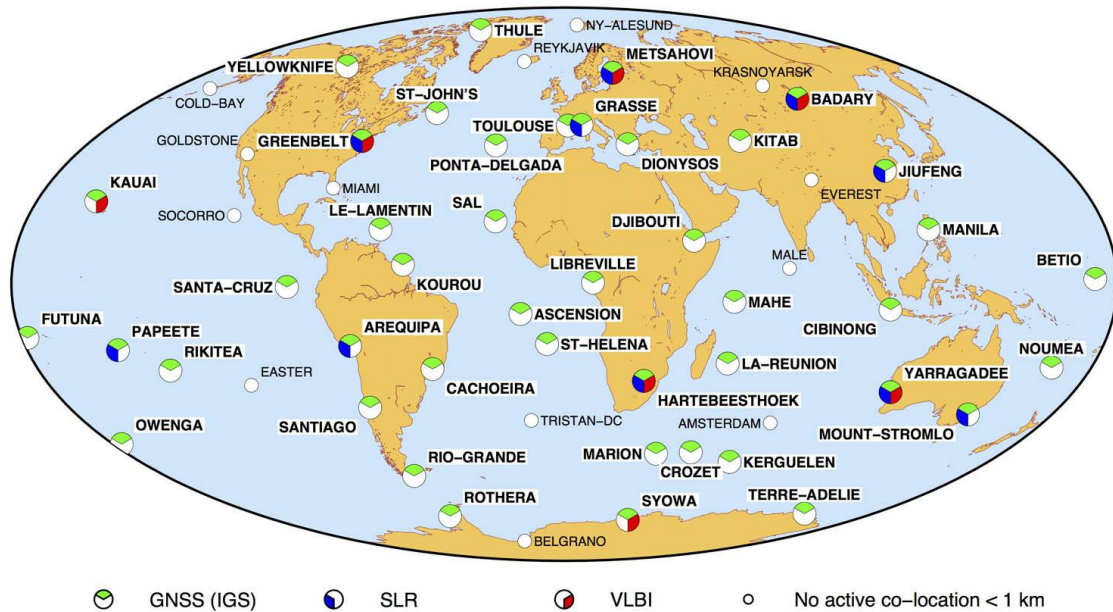 NY-ALESUND
THULE
REYKJAVIK
METSAHOVI
YELLOWKNIFE
KRASNOYARSK
COLD-BAY
ST-JOHN'S
BADARY
GRASSE
TOULOUSE
GOLDSTONE
GREENBELT
KITAB
PONTA-DELGADA
DIONYSOS
JIUFENG
KAUAI
MIAMI
EVEREST
SOCORRO
LE-LAMENTIN
SAL
DJIBOUTI
MANILA
MALE
LIBREVILLE
BETIO
SANTA-CRUZ
KOUROU
MAHE
ASCENSION
FUTUNA
PAPEETE
AREQUIPA
CIBINONG
RIKITEA
ST-HELENA
NOUMEA
LA-REUNION
EASTER
YARRAGADEE
CACHOEIRA
HARTEBEESTHOEK
OWENGA
SANTIAGO
TRISTAN-DC
AMSTERDAM
MOUNT-STROMLO
RIO-GRANDE
MARION
CROZET
KERGUELEN
ROTHERA
SYOWA
TERRE-ADELIE
BELGRANO
GNSS (IGS)
SLR
VLBI
No active co-location < 1 km